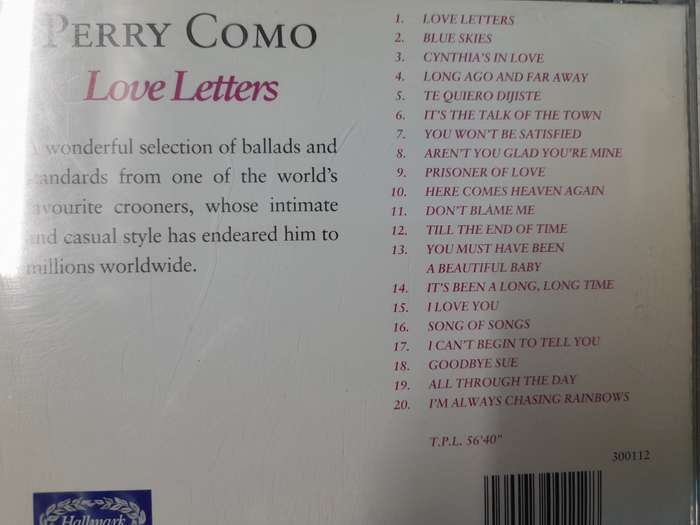 PERRY COMO
Love Letters
A wonderful selection of ballads and
standards from one of the world's
favourite crooners, whose intimate
and casual style has endeared him to
millions worldwide.
1. LOVE LETTERS
2. BLUE SKIES
3. CYNTHIA'S IN LOVE
4. LONG AGO AND FAR AWAY
5. TE QUIERO DIJISTE
6. IT'S THE TALK OF THE TOWN
7. YOU WON'T BE SATISFIED
8. AREN'T YOU GLAD YOU'RE MINE
9. PRISONER OF LOVE
10. HERE COMES HEAVEN AGAIN
11. DON'T BLAME ME
12. TILL THE END OF TIME
13. YOU MUST HAVE BEEN
A BEAUTIFUL BABY
14. IT'S BEEN A LONG, LONG TIME
15. I LOVE YOU
16. SONG OF SONGS
17. I CAN'T BEGIN TO TELL YOU
18. GOODBYE SUE
19. ALL THROUGH THE DAY
20. I'M ALWAYS CHASING RAINBOWS
T.P.L. 56'40"
300112
Hallmark